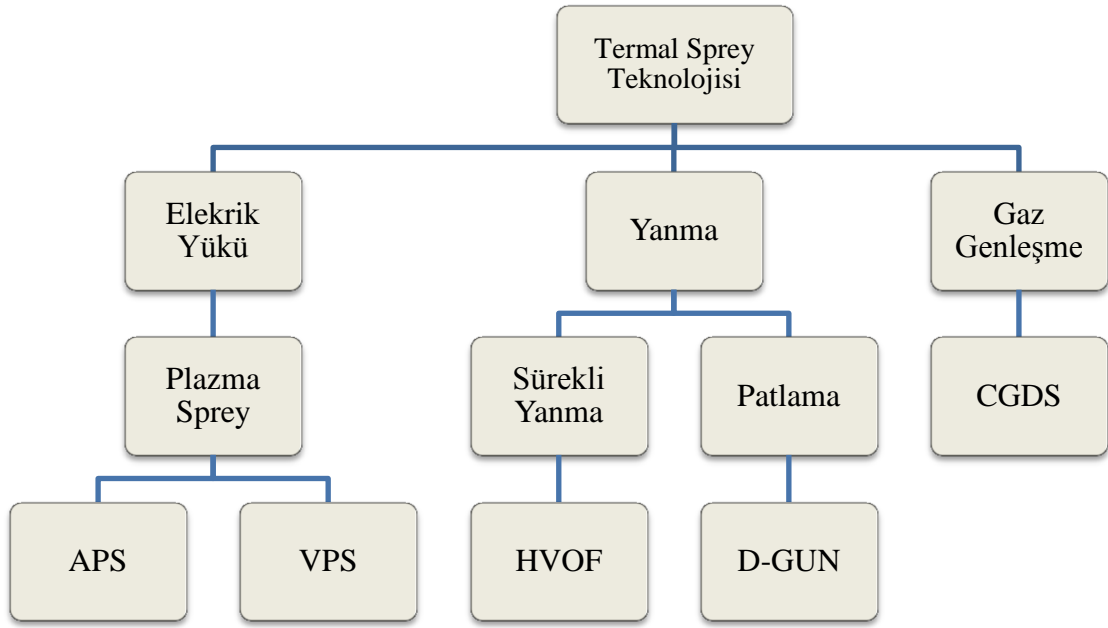 Termal Sprey
Teknolojisi
Elekrik
Yükü
Yanma
Gaz
Genleşme
Plazma
Sprey
Sürekli
Yanma
Patlama
CGDS
APS
VPS
HVOF
D-GUN